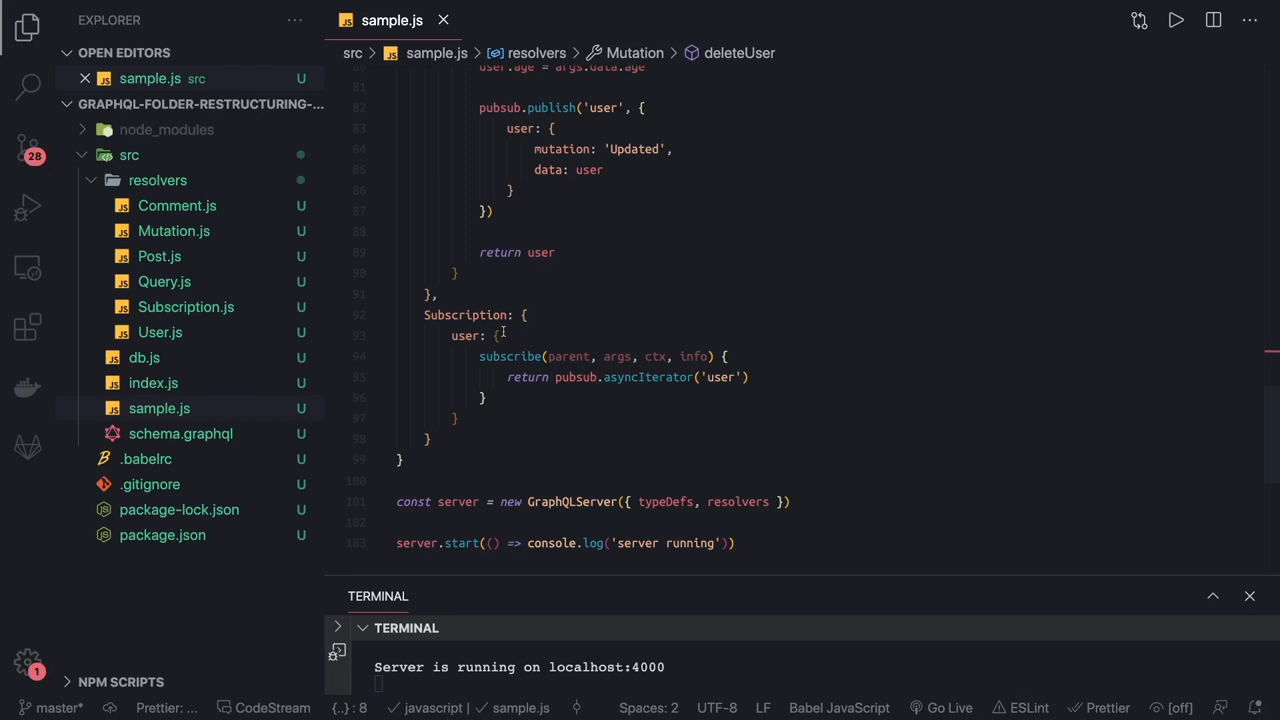 EXPLORER
OPEN EDITORS
sample.js src U
GRAPHQL-FOLDER-RESTRUCTURING-...
node_modules
src
resolvers
Comment.js U
Mutation.js U
Post.js U
Query.js U
Subscription.js U
User.js U
db.js U
index.js U
sample.js U
schema.graphql U
.babelrc U
.gitignore U
package-lock.json U
package.json U
NPM SCRIPTS
28
1
sample.js
src > sample.js > resolvers > Mutation > deleteUser
80 user.age = args.data.age
81
82 pubsub.publish('user', {
83 user: {
84 mutation: 'Updated',
85 data: user
86 }
87 })
88
89 return user
90 }
91 },
92 Subscription: {
93 user: {
94 subscribe(parent, args, ctx, info) {
95 return pubsub.asyncIterator('user')
96 }
97 }
98 }
99 }
100
101 const server = new GraphQLServer({ typeDefs, resolvers })
102
103 server.start(() => console.log('server running'))
TERMINAL
TERMINAL
Server is running on localhost:4000
master* Prettier: ... CodeStream {..} : 8 javascript | sample.js Spaces: 2 UTF-8 LF Babel JavaScript Go Live ESLint Prettier [off]